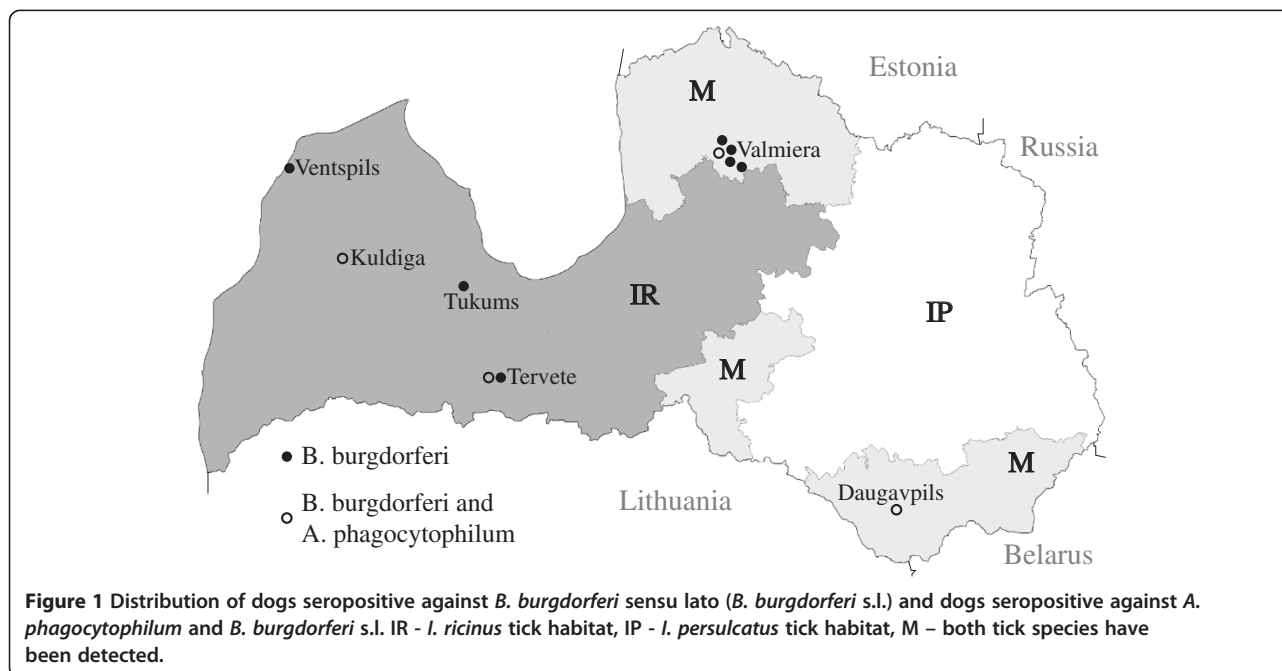 Estonia
M
Valmiera
Russia
Ventspils
Kuldiga
Tukums
IR
IP
M
Tervete
B. burgdorferi
B. burgdorferi and
A. phagocytophilum
Lithuania
M
Daugavpils
Belarus
Figure 1 Distribution of dogs seropositive against B. burgdorferi sensu lato (B. burgdorferi s.l.) and dogs seropositive against A.
phagocytophilum and B. burgdorferi s.l. IR - I. ricinus tick habitat, IP - I. persulcatus tick habitat, M – both tick species have
been detected.